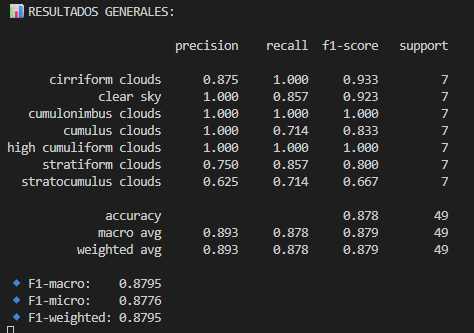 📊 RESULTADOS GENERALES:
precision recall f1-score support
cirriform clouds 0.875 1.000 0.933 7
clear sky 1.000 0.857 0.923 7
cumulonimbus clouds 1.000 1.000 1.000 7
cumulus clouds 1.000 0.714 0.833 7
high cumuliform clouds 1.000 1.000 1.000 7
stratiform clouds 0.750 0.857 0.800 7
stratocumulus clouds 0.625 0.714 0.667 7
accuracy 0.878 49
macro avg 0.893 0.878 0.879 49
weighted avg 0.893 0.878 0.879 49
🔹 F1-macro: 0.8795
🔹 F1-micro: 0.8776
🔹 F1-weighted: 0.8795